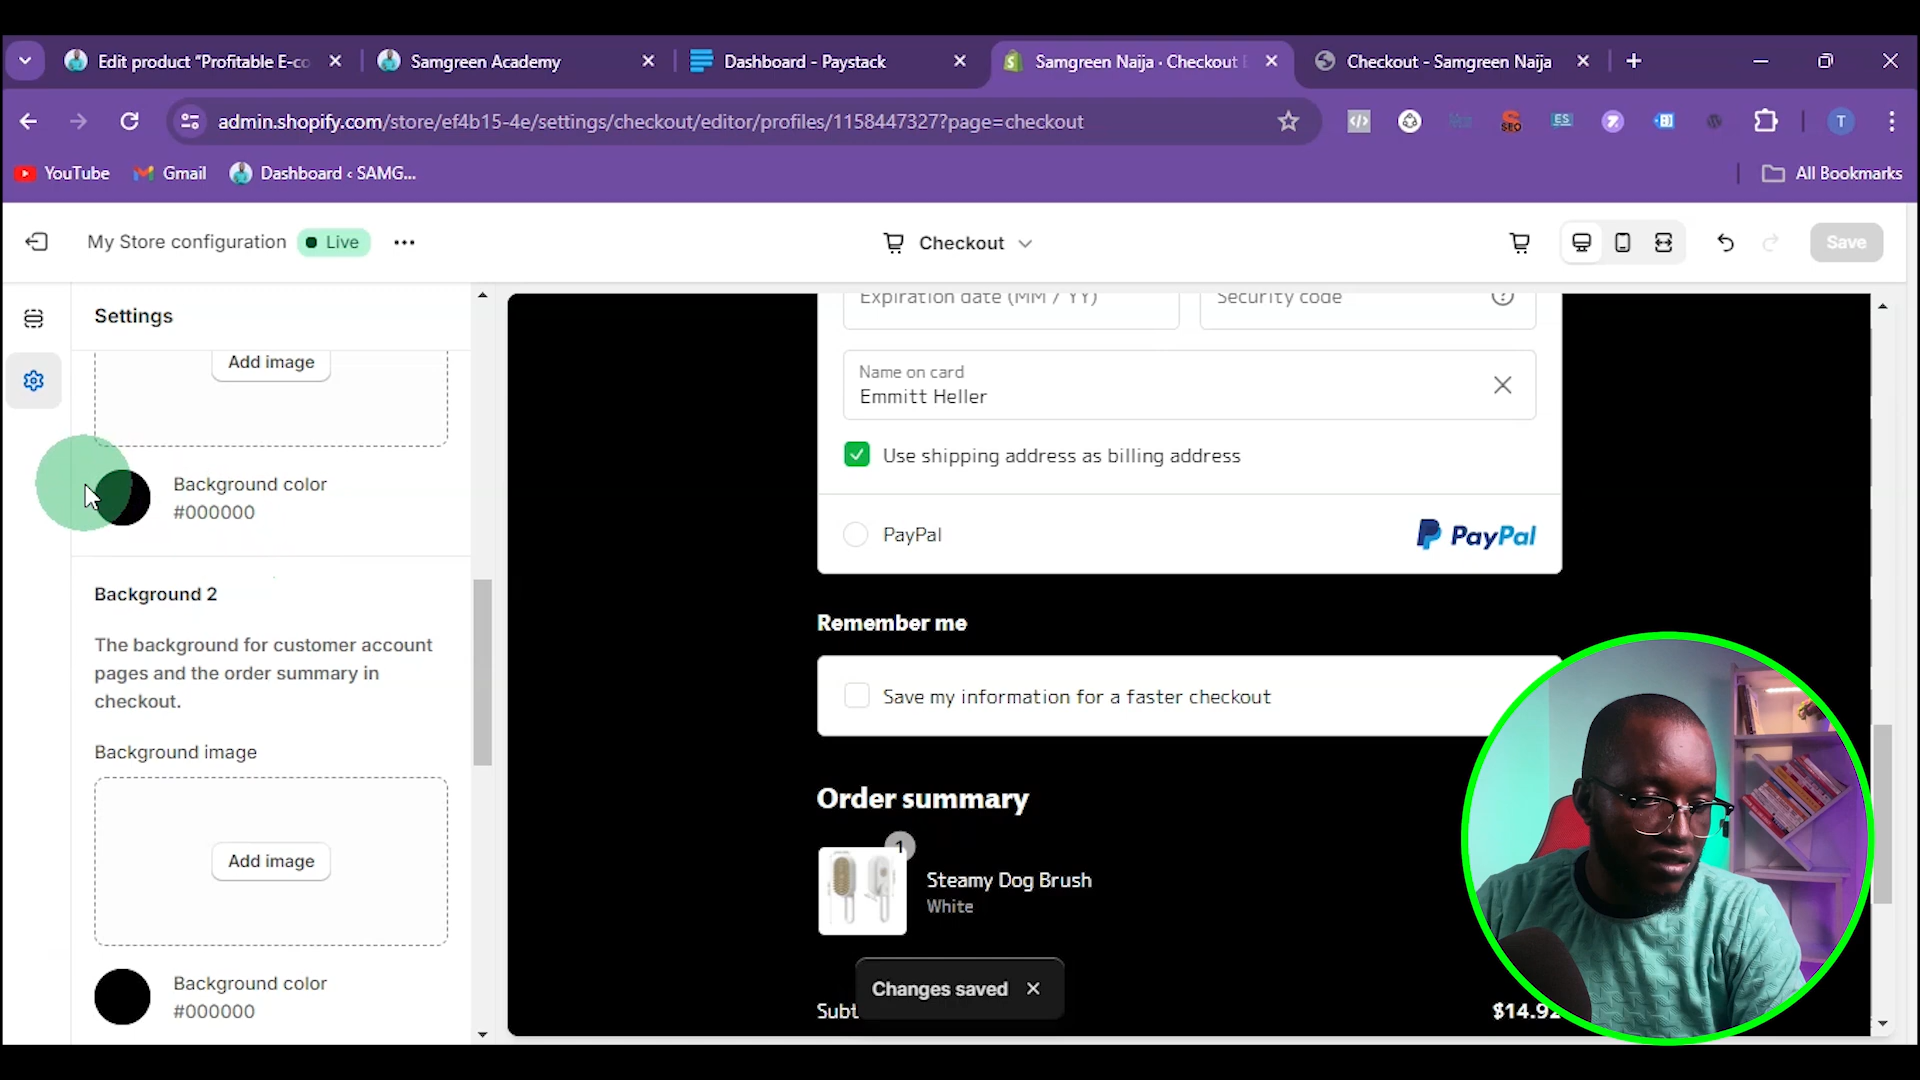 Edit product “Profitable E-co
Samgreen Academy
Dashboard - Paystack
Samgreen Naija · Checkout E
Checkout - Samgreen Naija
admin.shopify.com/store/ef4b15-4e/settings/checkout/editor/profiles/1158447327?page=checkout
SEO
ES
T
YouTube
Gmail
Dashboard ‹ SAMG...
All Bookmarks
My Store configuration
Live
Checkout
Save
Settings
Add image
Background color
#000000
Background 2
The background for customer account
pages and the order summary in
checkout.
Background image
Add image
Background color
#000000
Expiration date (MM / YY)
Security code
Name on card
Emmitt Heller
Use shipping address as billing address
PayPal
PayPal
Remember me
Save my information for a faster checkout
Order summary
1
Steamy Dog Brush
White
Changes saved
Subt
$14.92